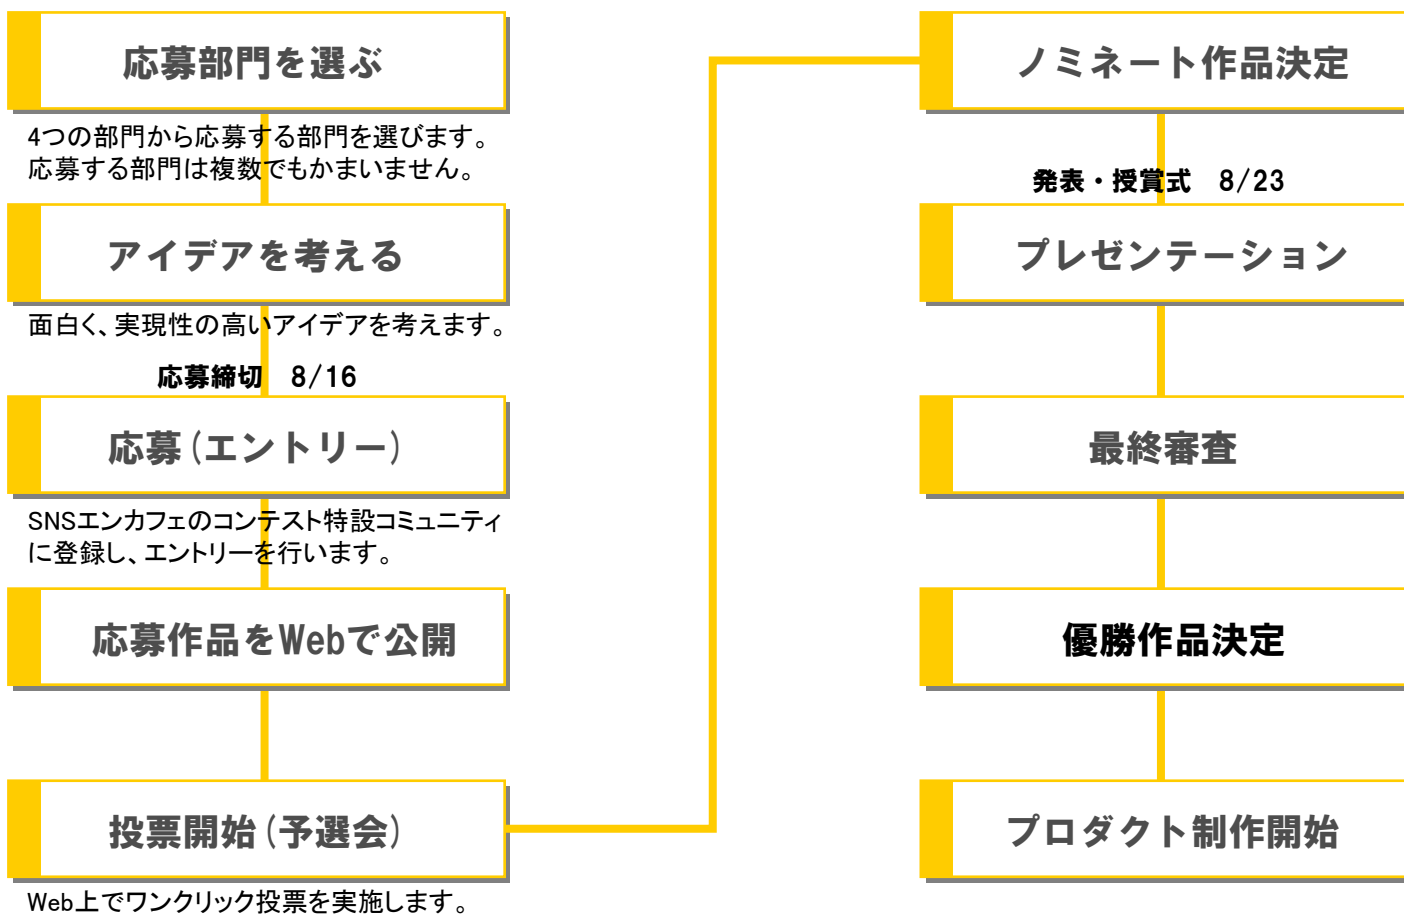 応募部門を選ぶ
4つの部門から応募する部門を選びます。
応募する部門は複数でもかまいません。
アイデアを考える
面白く、実現性の高いアイデアを考えます。
応募締切　8/16
応募(エントリー)
SNSエンカフェのコンテスト特設コミュニティ
に登録し、エントリーを行います。
応募作品をWebで公開
投票開始(予選会)
Web上でワンクリック投票を実施します。
ノミネート作品決定
発表・授賞式　8/23
プレゼンテーション
最終審査
優勝作品決定
プロダクト制作開始